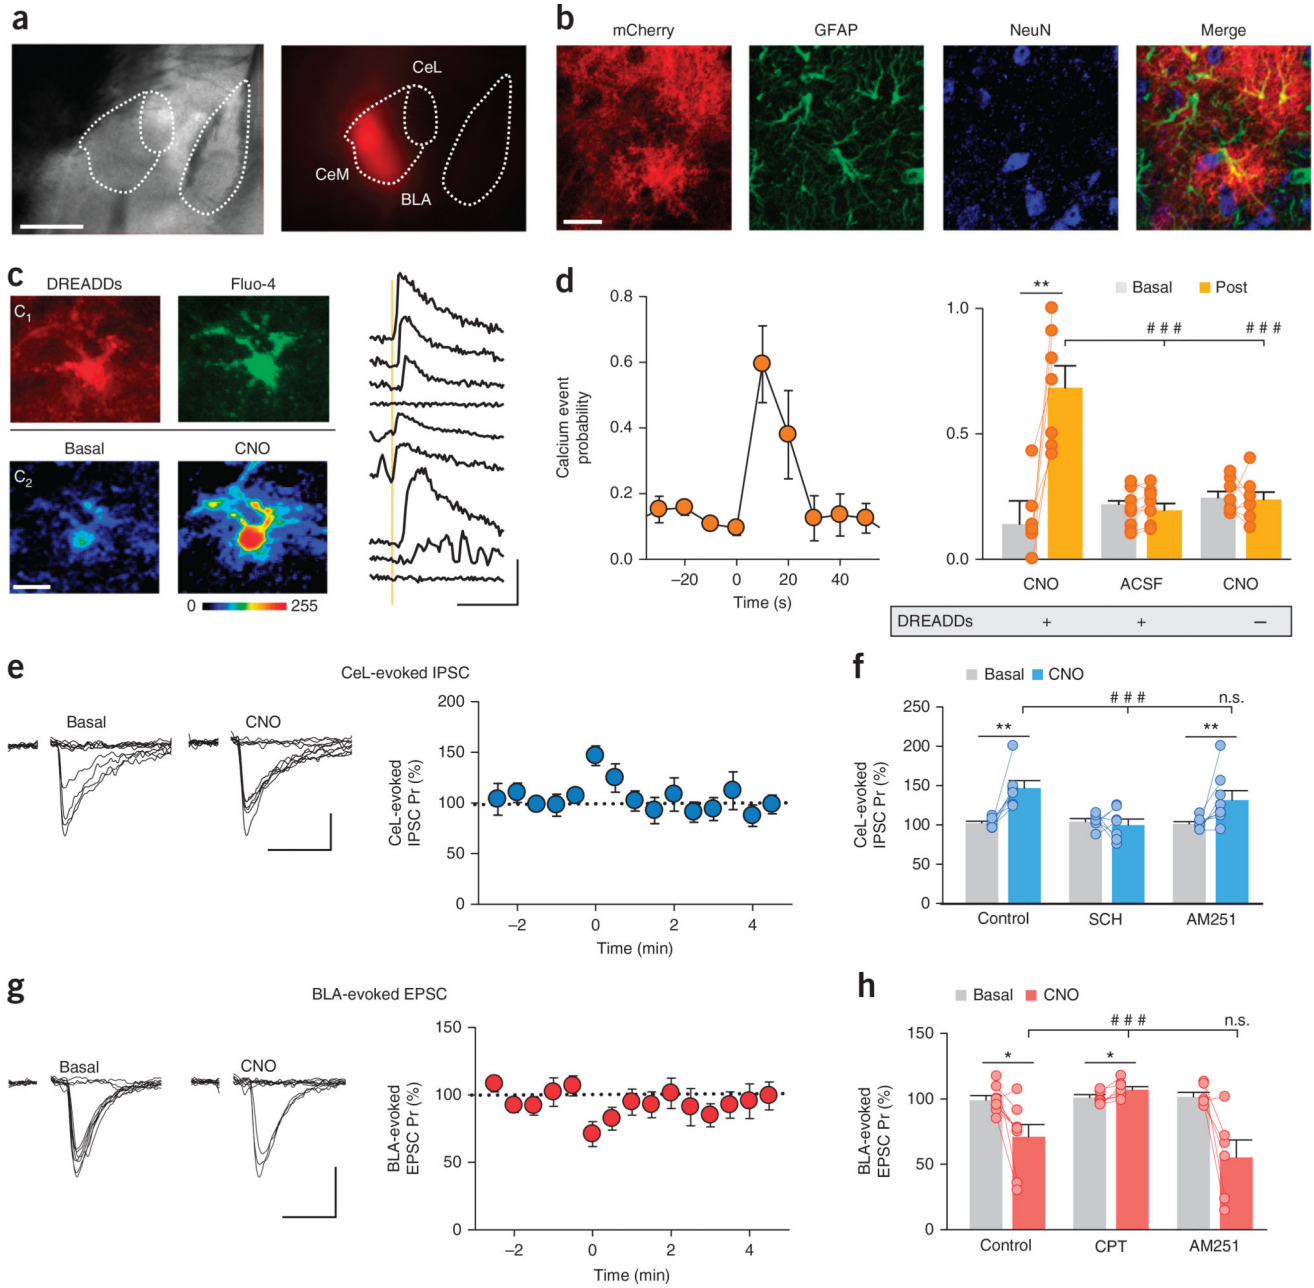 a
CeL
CeM
BLA
b
mCherry
GFAP
NeuN
Merge
c
DREADDs
Fluo-4
C1
Basal
CNO
C2
0
255
d
0.8
0.6
0.4
0.2
0.0
Calcium event
probability
−20
0
20
40
Time (s)
Basal
Post
**
# # #
# # #
1.0
0.5
0.0
CNO
ACSF
CNO
DREADDs
+
+
−
e
CeL-evoked IPSC
Basal
CNO
200
150
100
50
0
CeL-evoked
IPSC Pr (%)
−2
0
2
4
Time (min)
f
Basal
CNO
# # #
n.s.
**
**
250
200
150
100
50
0
CeL-evoked
IPSC Pr (%)
Control
SCH
AM251
g
BLA-evoked EPSC
Basal
CNO
150
100
50
0
BLA-evoked
EPSC Pr (%)
−2
0
2
4
Time (min)
h
Basal
CNO
# # #
n.s.
*
*
150
100
50
0
BLA-evoked
EPSC Pr (%)
Control
CPT
AM251